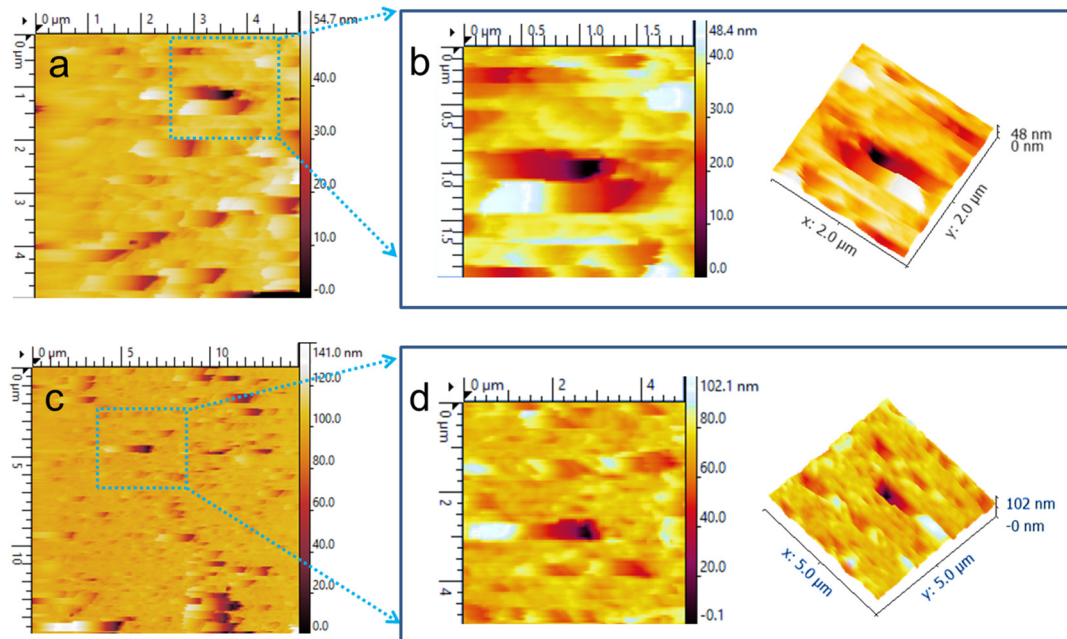 a
0 µm 1 2 3 4
0 µm
1
2
3
4
54.7 nm
40.0
30.0
20.0
10.0
-0.0
b
0 µm 0.5 1.0 1.5
0 µm
0.5
1.0
1.5
48.4 nm
40.0
30.0
20.0
10.0
0.0
48 nm
0 nm
x: 2.0 µm
y: 2.0 µm
c
0 µm 5 10
0 µm
5
10
141.0 nm
120.0
100.0
80.0
60.0
40.0
20.0
0.0
d
0 µm 2 4
0 µm
2
4
102.1 nm
80.0
60.0
40.0
20.0
-0.1
102 nm
-0 nm
x: 5.0 µm
y: 5.0 µm